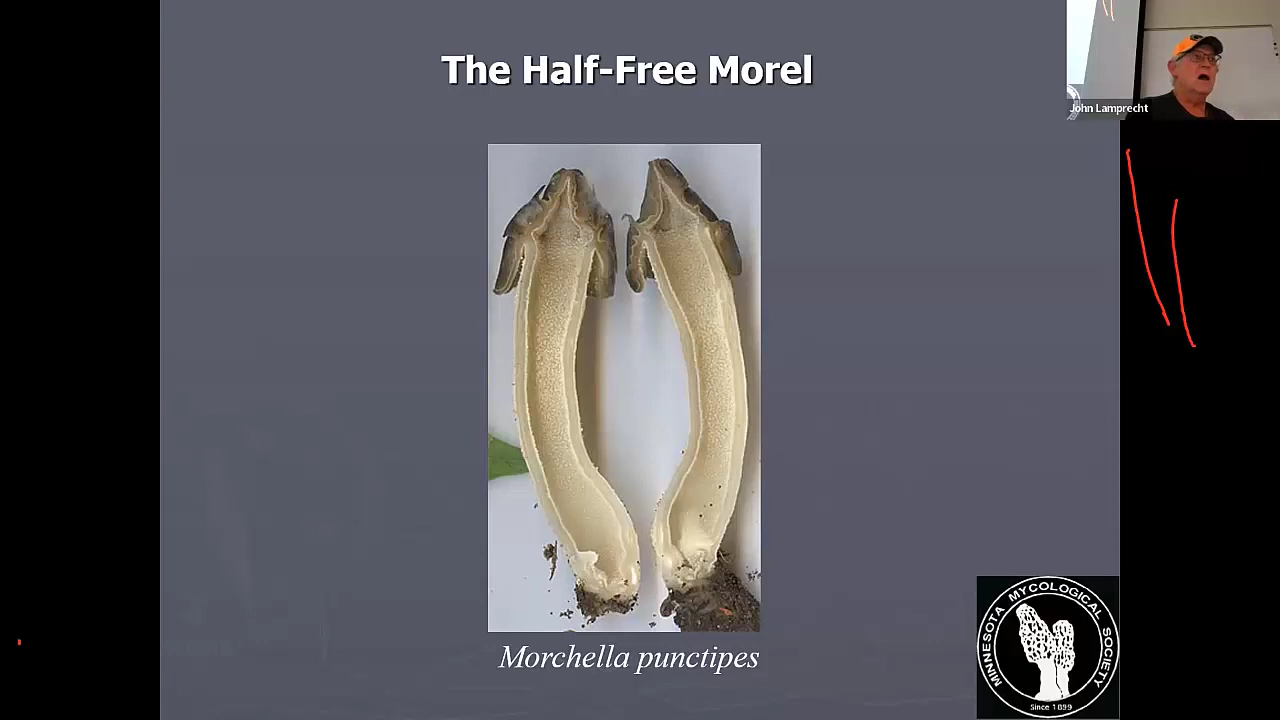 The Half-Free Morel
John Lamprecht
Morchella punctipes
MINNESOTA MYCOLOGICAL SOCIETY
Since 1899